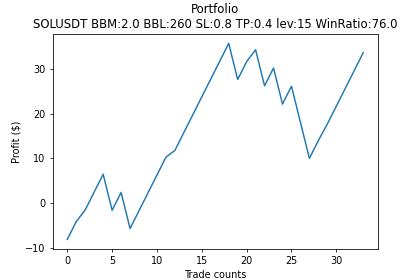 Portfolio
SOLUSDT BBM:2.0 BBL:260 SL:0.8 TP:0.4 lev:15 WinRatio:76.0
30
20
10
0
−10
Profit ($)
0 5 10 15 20 25 30
Trade counts